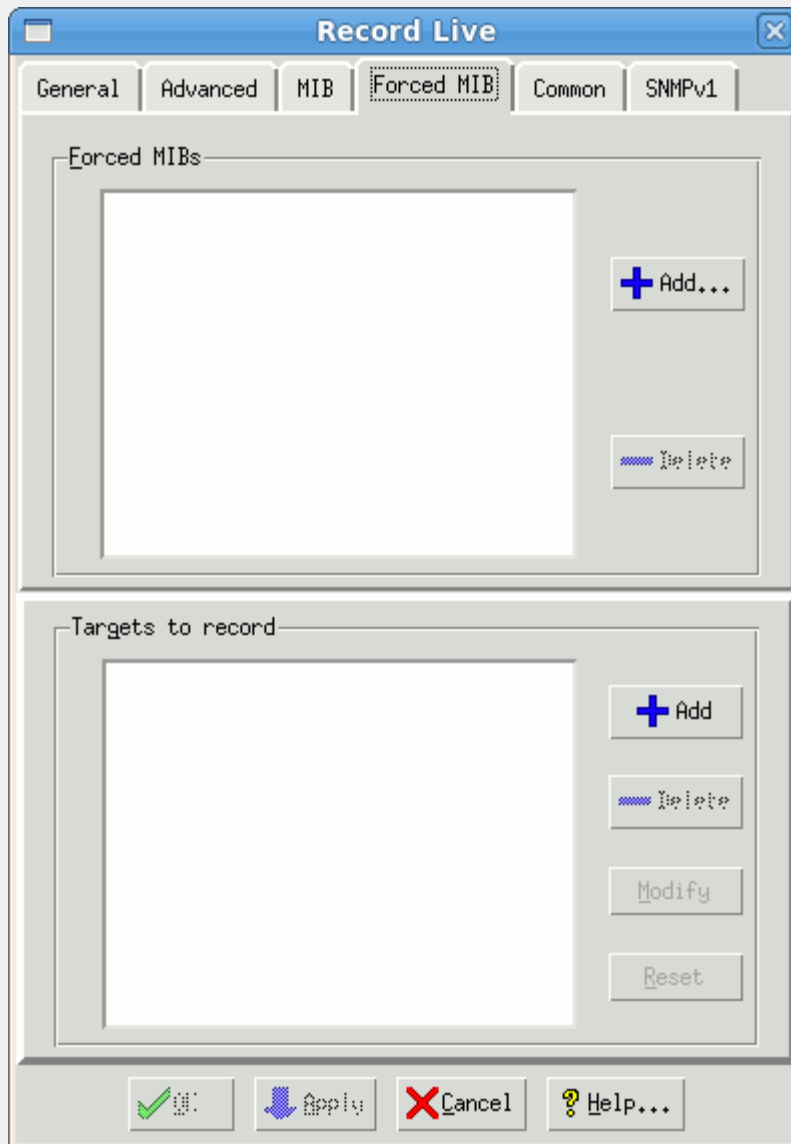 Record Live
General Advanced MIB Forced MIB Common SNMPv1
Forced MIBs
Add...
Delete
Targets to record
Add
Delete
Modify
Reset
OK Apply Cancel Help...